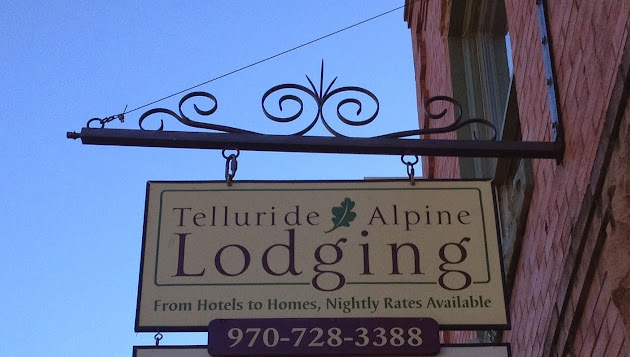 Telluride Alpine
Lodging
From Hotels to Homes, Nightly Rates Available
970-728-3388